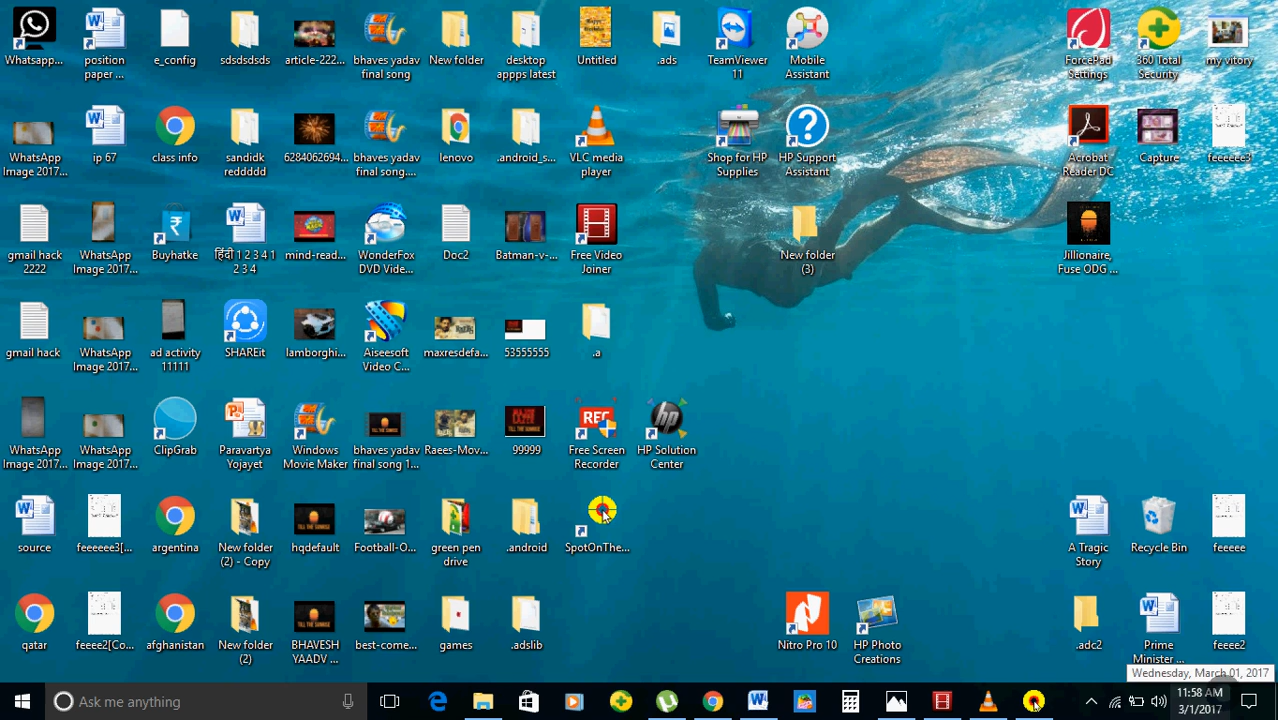 Whatsapp...
position
paper ...
e_config
sdsdsdsds
article-222...
bhaves yadav
final song
New folder
desktop
appps latest
Untitled
.ads
TeamViewer
11
Mobile
Assistant
ForcePad
Settings
360 Total
Security
my vitory
WhatsApp
Image 2017...
ip 67
class info
sandidk
reddddd
6284062694...
bhaves yadav
final song....
lenovo
.android_s...
VLC media
player
Shop for HP
Supplies
HP Support
Assistant
Acrobat
Reader DC
Capture
feeeeee3
gmail hack
2222
WhatsApp
Image 2017...
Buyhatke
हिंदी 1 2 3 4 1
2 3 4
mind-read...
WonderFox
DVD Vide...
Doc2
Batman-v-...
Free Video
Joiner
New folder
(3)
Jillionaire,
Fuse ODG ...
gmail hack
WhatsApp
Image 2017...
ad activity
11111
SHAREit
lamborghi...
Aiseesoft
Video C...
maxresdefa...
53555555
.a
WhatsApp
Image 2017...
WhatsApp
Image 2017...
ClipGrab
Paravartya
Yojayet
Windows
Movie Maker
bhaves yadav
final song 1...
Raees-Mov...
99999
REC
Free Screen
Recorder
HP Solution
Center
source
feeeeee3[...
argentina
New folder
(2) - Copy
hqdefault
Football-O...
green pen
drive
.android
SpotOnThe...
A Tragic
Story
Recycle Bin
feeeee
qatar
feeee2[Co...
afghanistan
New folder
(2)
BHAVESH
YAADV ...
best-come...
games
.adslib
Nitro Pro 10
HP Photo
Creations
.adc2
Prime
Minister ...
feeee2
Wednesday, March 01, 2017
Ask me anything
11:58 AM
3/1/2017